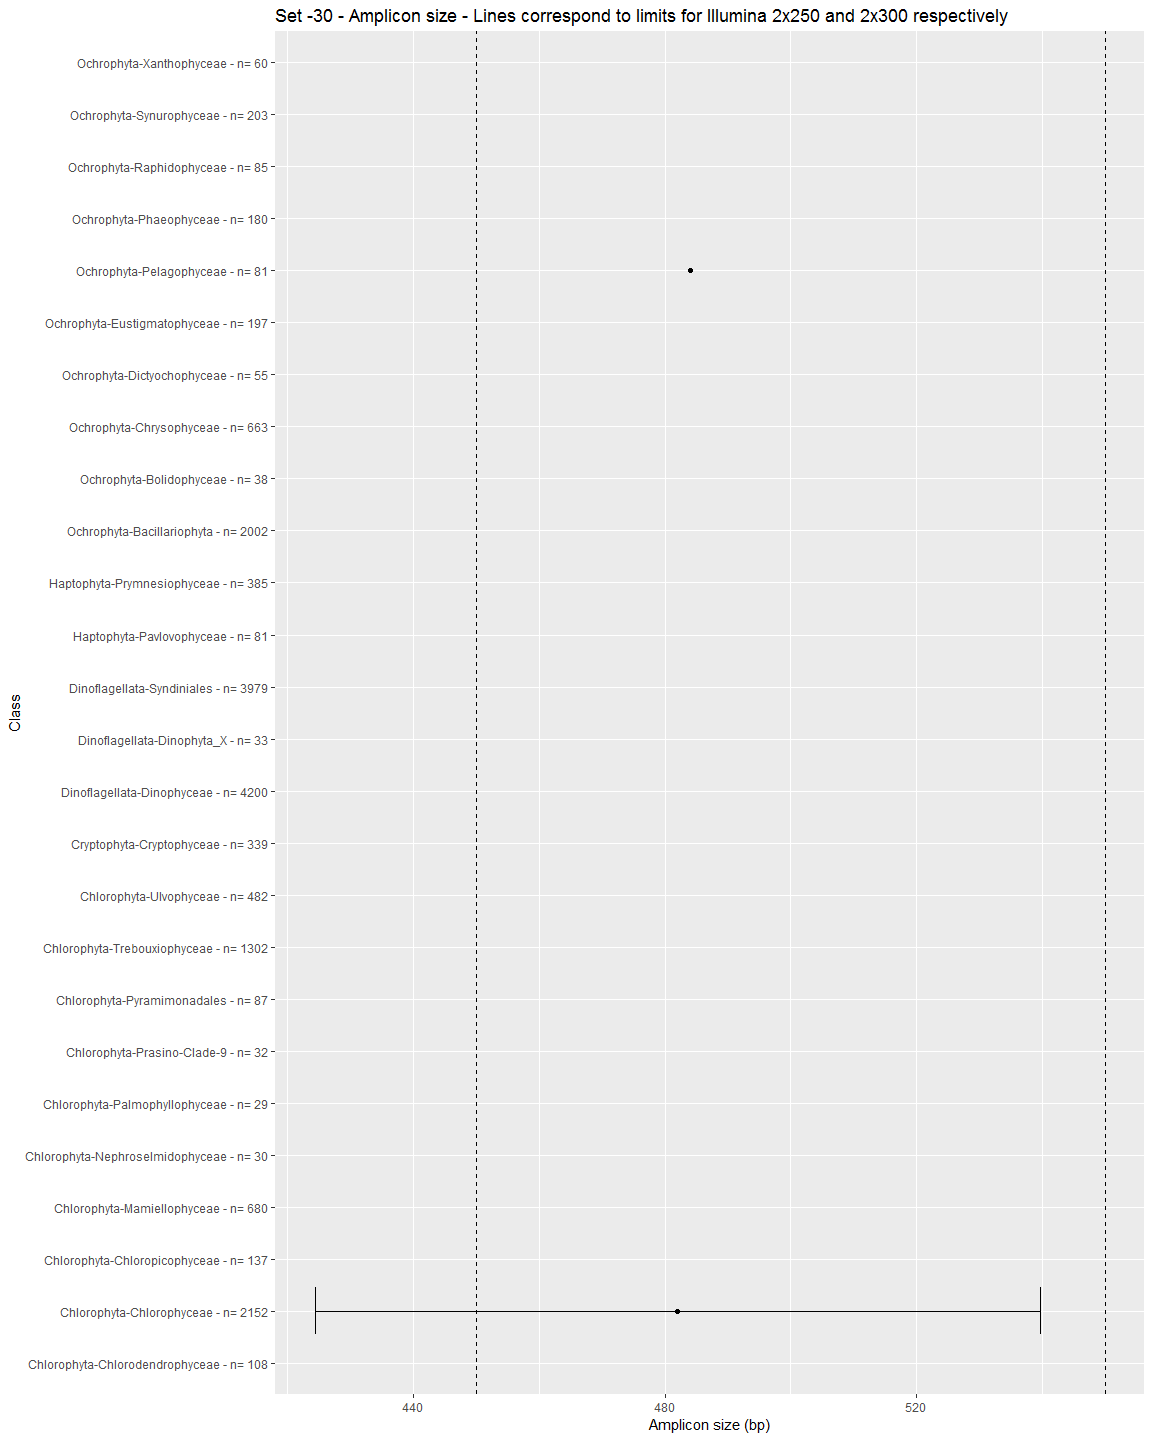 Set -30 - Amplicon size - Lines correspond to limits for Illumina 2x250 and 2x300 respectively
Ochrophyta-Xanthophyceae - n= 60
Ochrophyta-Synurophyceae - n= 203
Ochrophyta-Raphidophyceae - n= 85
Ochrophyta-Phaeophyceae - n= 180
Ochrophyta-Pelagophyceae - n= 81
Ochrophyta-Eustigmatophyceae - n= 197
Ochrophyta-Dictyochophyceae - n= 55
Ochrophyta-Chrysophyceae - n= 663
Ochrophyta-Bolidophyceae - n= 38
Ochrophyta-Bacillariophyta - n= 2002
Haptophyta-Prymnesiophyceae - n= 385
Haptophyta-Pavlovophyceae - n= 81
Dinoflagellata-Syndiniales - n= 3979
Dinoflagellata-Dinophyta_X - n= 33
Dinoflagellata-Dinophyceae - n= 4200
Cryptophyta-Cryptophyceae - n= 339
Chlorophyta-Ulvophyceae - n= 482
Chlorophyta-Trebouxiophyceae - n= 1302
Chlorophyta-Pyramimonadales - n= 87
Chlorophyta-Prasino-Clade-9 - n= 32
Chlorophyta-Palmophyllophyceae - n= 29
Chlorophyta-Nephroselmidophyceae - n= 30
Chlorophyta-Mamiellophyceae - n= 680
Chlorophyta-Chloropicophyceae - n= 137
Chlorophyta-Chlorophyceae - n= 2152
Chlorophyta-Chlorodendrophyceae - n= 108
Class
440 480 520
Amplicon size (bp)